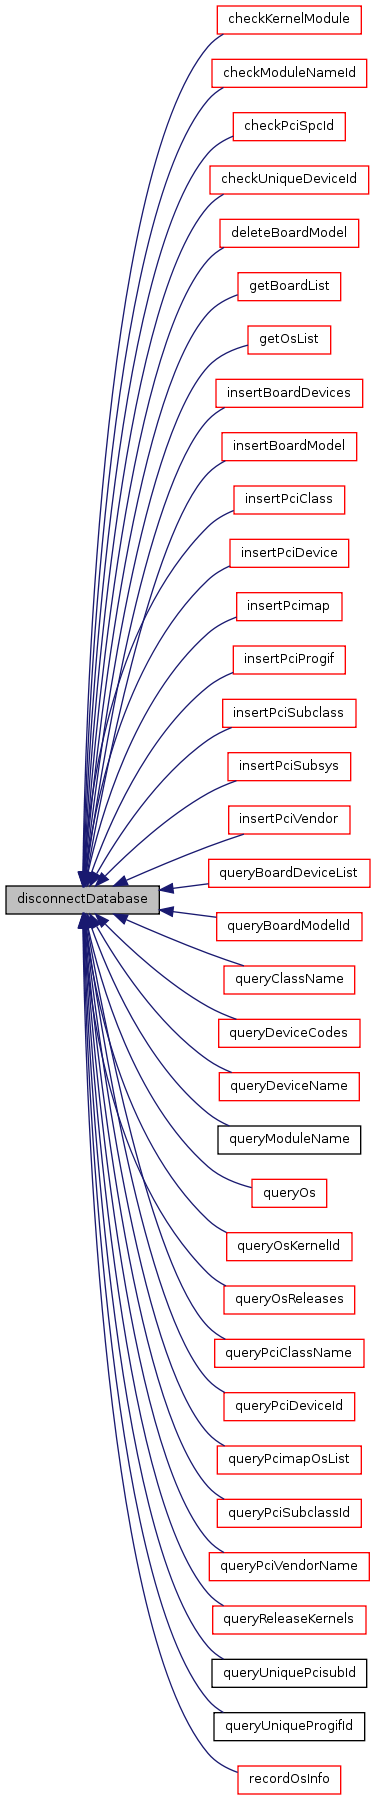 checkKernelModule
checkModuleNameId
checkPciSpcId
checkUniqueDeviceId
deleteBoardModel
getBoardList
getOsList
insertBoardDevices
insertBoardModel
insertPciClass
insertPciDevice
insertPcimap
insertPciProgif
insertPciSubclass
insertPciSubsys
insertPciVendor
queryBoardDeviceList
disconnectDatabase
queryBoardModelId
queryClassName
queryDeviceCodes
queryDeviceName
queryModuleName
queryOs
queryOsKernelId
queryOsReleases
queryPciClassName
queryPciDeviceId
queryPcimapOsList
queryPciSubclassId
queryPciVendorName
queryReleaseKernels
queryUniquePcisubId
queryUniqueProgifId
recordOsInfo